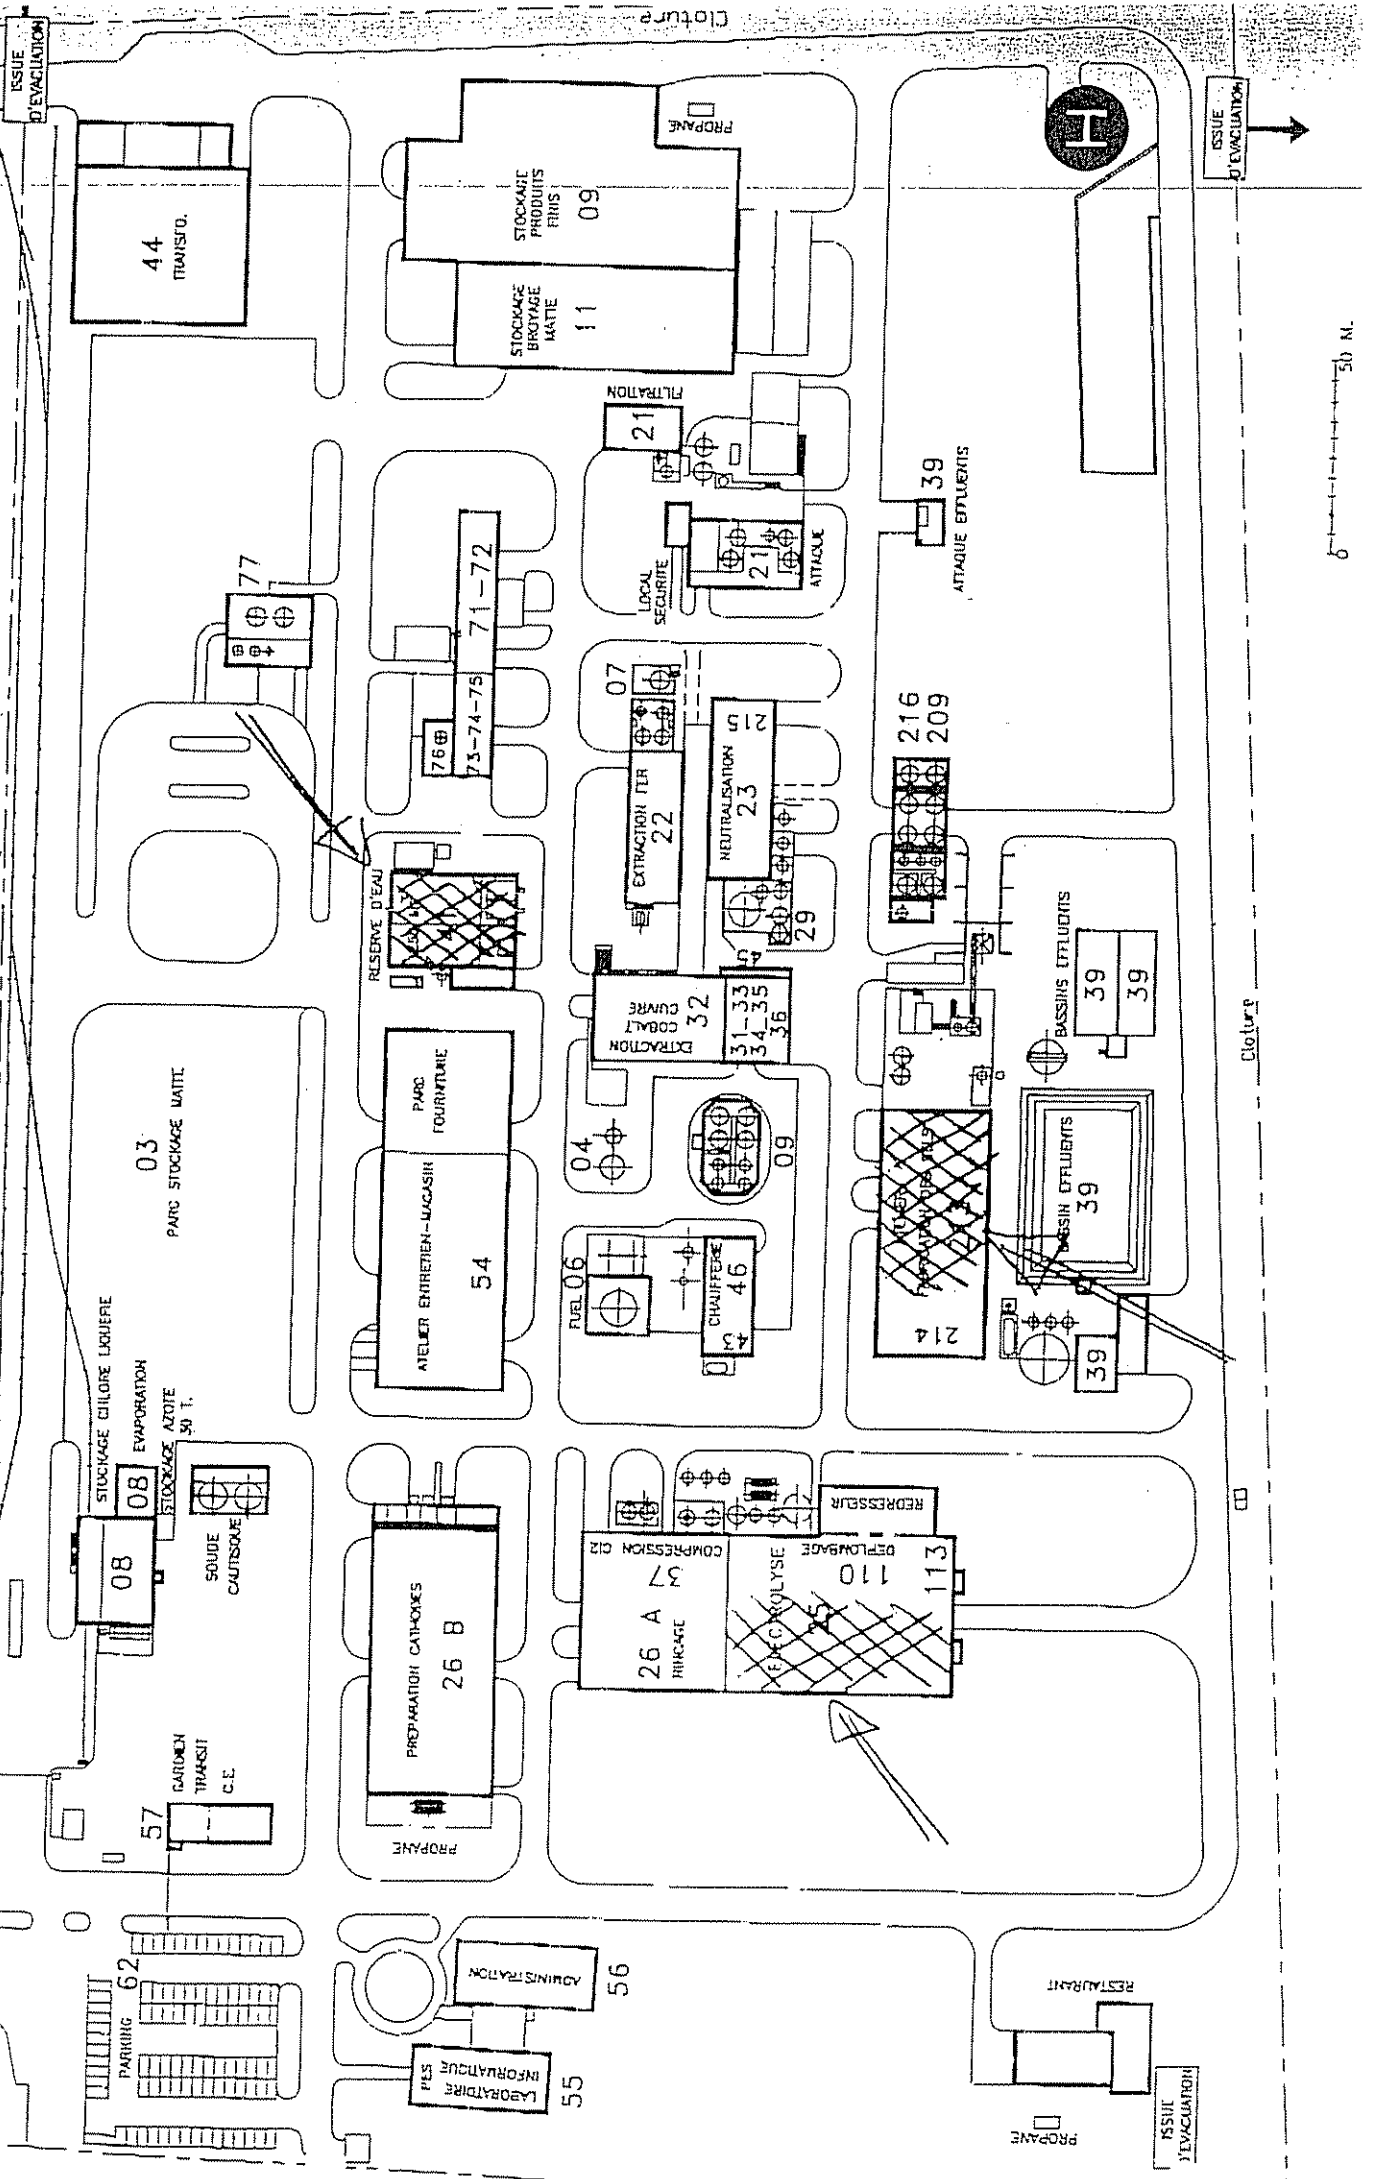 Cloture
ISSUE
D'EVACUATION
ISSUE
D'EVACUATION
H
44
TRANSFO.
PROPANE
STOCKAGE
PRODUITS
FINIS
09
STOCKAGE
BROYAGE
MATTE
11
FILTRATION
21
77
71-72
73-74-75
76
LOCAL
SECURITE
21
ATTAQUE
39
ATTAQUE EFFLUENTS
0
50 M.
07
EXTRACTION FER
22
215
NEUTRALISATION
23
29
216
209
RESERVE D'EAU
45
EXTRACTION
COBALT
CUIVRE
32
31-33
34-35
36
BASSINS EFFLUENTS
39
39
Cloture
03
PARC STOCKAGE MATTE
PARC
FOURNITURE
ATELIER ENTRETIEN-MAGASIN
54
04
09
FUEL 06
CHAUFFERIE
46
43
214
BASSIN EFFLUENTS
39
39
STOCKAGE CHLORE LIQUEFIE
08
EVAPORATION
08
STOCKAGE AZOTE
30 T.
SOUDE
CAUTISQUE
PREPARATION CATHODES
26 B
PROPANE
COMPRESSION Cl2
37
26 A
RINCAGE
ELECTROLYSE
25
DEPLOMBAGE
110
113
REDRESSEUR
57
GARDIEN
TRANSIT
C.E.
PARKING
62
ADMINISTRATION
56
LABORATOIRE
INFORMATIQUE
55
RESTAURANT
PROPANE
ISSUE
D'EVACUATION